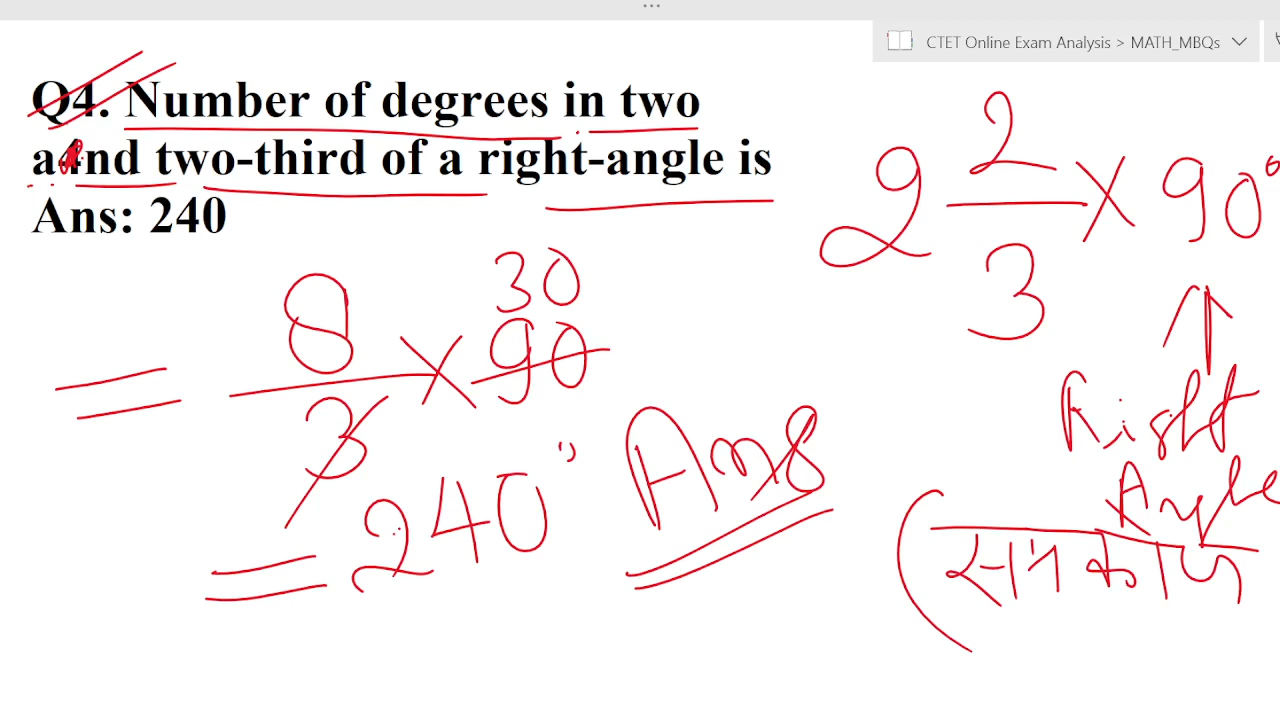 CTET Online Exam Analysis > MATH_MBQs
Q4. Number of degrees in two
and two-third of a right-angle is
Ans: 240
2 2/3 × 90°
= 8/3 × 90
30
= 240° Ans
Right
Angle
(समकोण